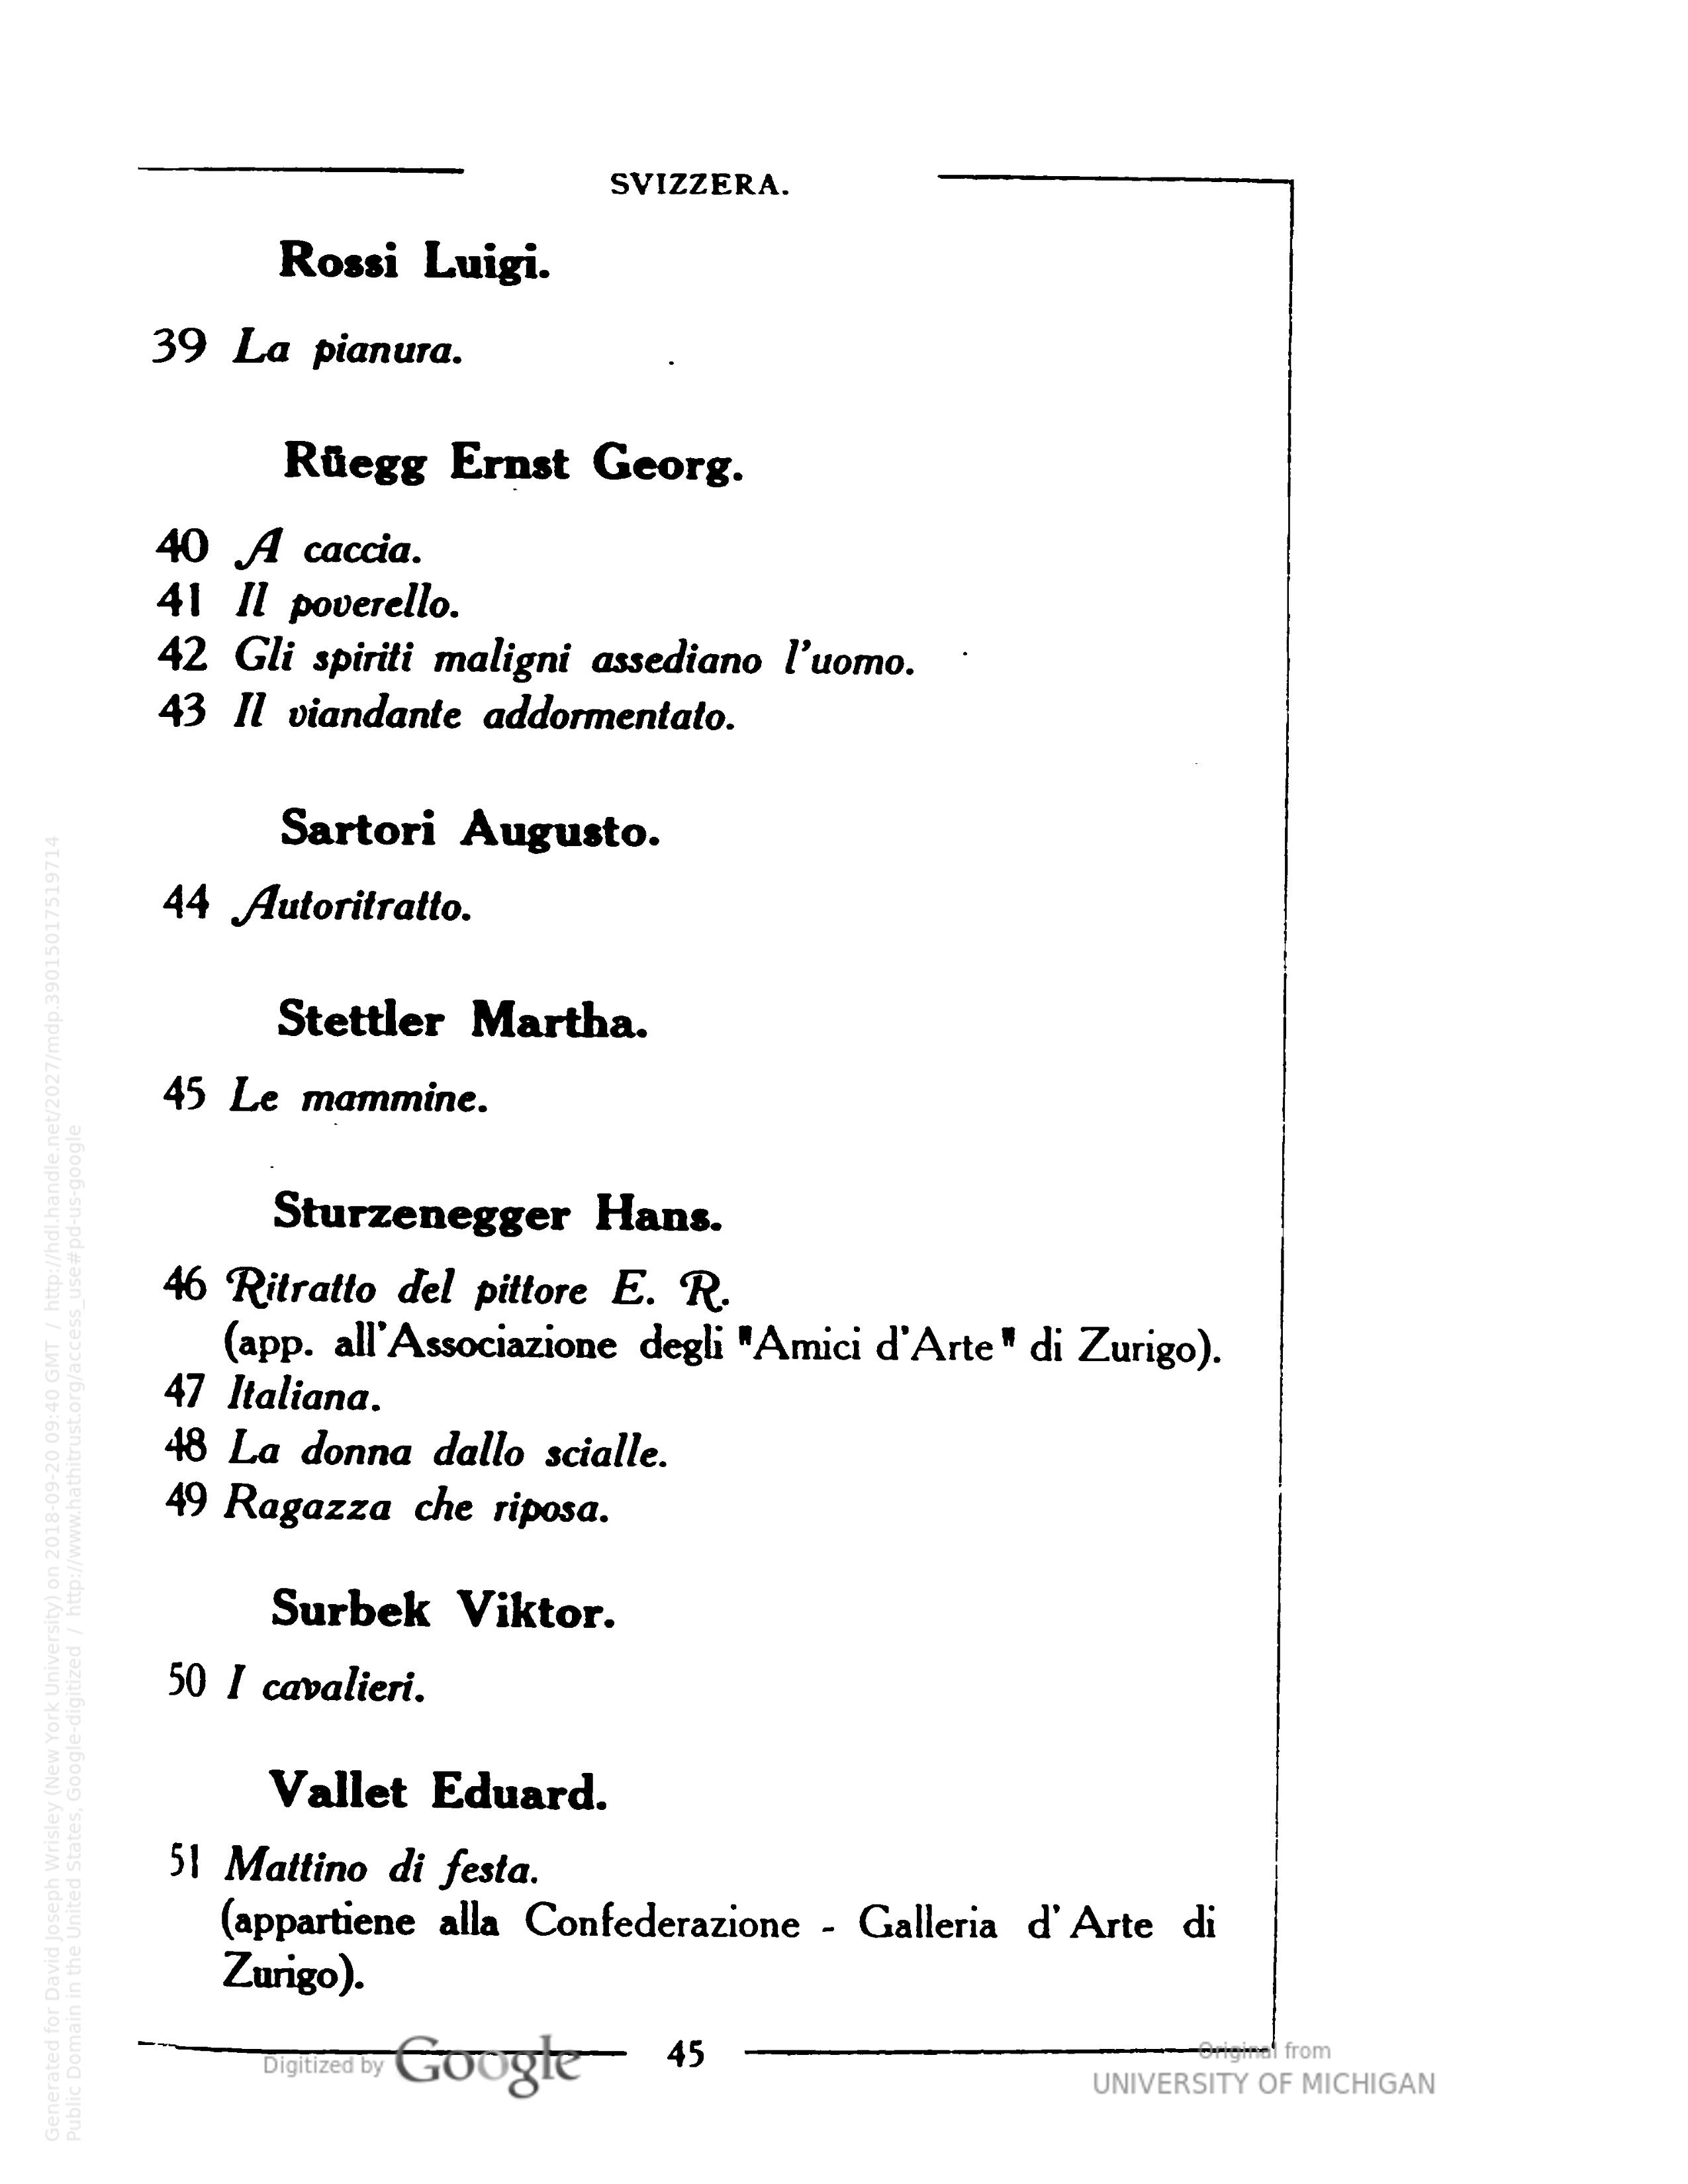 SVIZZERA.
Rossi Luigi.
39 La pianura.
Rüegg Ernst Georg.
40 A caccia.
41 Il poverello.
42 Gli spiriti maligni assediano l'uomo.
43 Il viandante addormentato.
Sartori Augusto.
44 Autoritratto.
Stettler Martha.
45 Le mammine.
Sturzenegger Hans.
46 Ritratto del pittore E. R.
(app. all'Associazione degli "Amici d'Arte" di Zurigo).
47 Italiana.
48 La donna dallo scialle.
49 Ragazza che riposa.
Surbek Viktor.
50 I cavalieri.
Vallet Eduard.
51 Mattino di festa.
(appartiene alla Confederazione - Galleria d'Arte di
Zurigo).
45
Digitized by Google
Original from
UNIVERSITY OF MICHIGAN
Generated for David Joseph Wrisley (New York University) on 2018-09-20 09:40 GMT / http://hdl.handle.net/2027/mdp.39015017519714
Public Domain in the United States, Google-digitized / http://www.hathitrust.org/access_use#pd-us-google